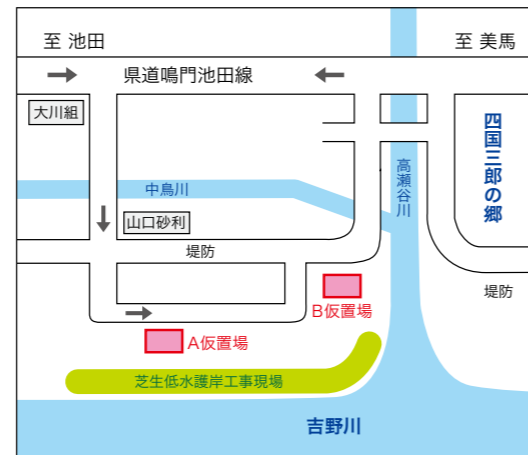 至 池田
至 美馬
県道鳴門池田線
大川組
四国三郎の郷
高瀬谷川
中鳥川
山口砂利
堤防
堤防
B仮置場
A仮置場
芝生低水護岸工事現場
吉野川